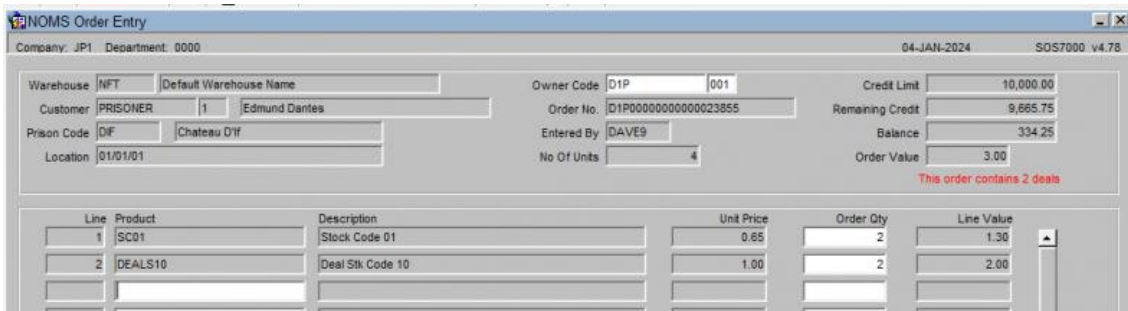 NOMS Order Entry
Company: JP1 Department: 0000 04-JAN-2024 SOS7000 v4.78
Warehouse NFT Default Warehouse Name Owner Code D1P 001 Credit Limit 10,000.00
Customer PRISONER 1 Edmund Dantes Order No. D1P00000000000023855 Remaining Credit 9,665.75
Prison Code DIF Chateau D'If Entered By DAVE9 Balance 334.25
Location 01/01/01 No Of Units 4 Order Value 3.00
This order contains 2 deals
Line Product Description Unit Price Order Qty Line Value
1 SC01 Stock Code 01 0.65 2 1.30
2 DEALS10 Deal Stk Code 10 1.00 2 2.00